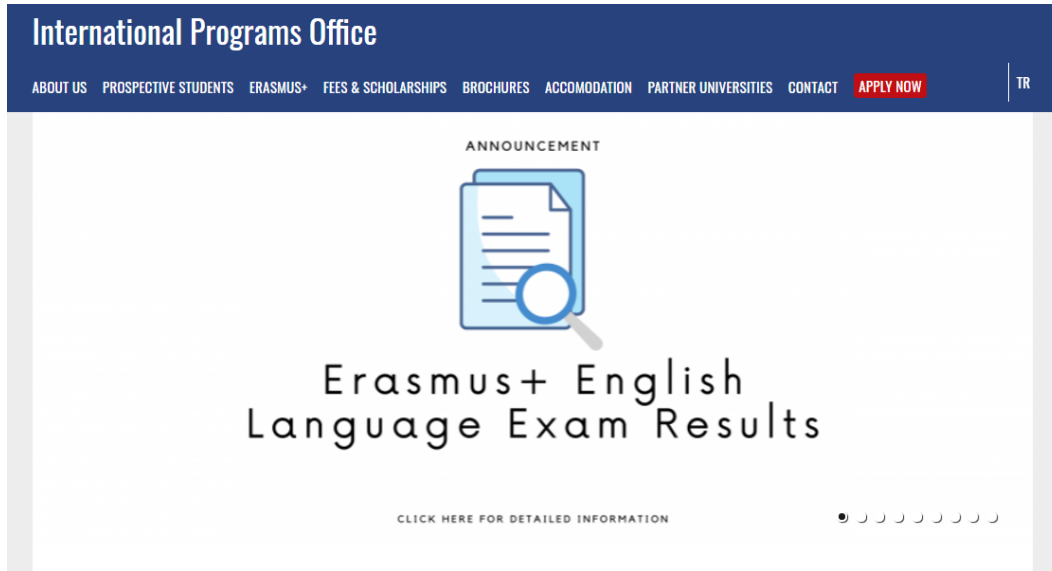 International Programs Office
ABOUT US PROSPECTIVE STUDENTS ERASMUS+ FEES & SCHOLARSHIPS BROCHURES ACCOMODATION PARTNER UNIVERSITIES CONTACT APPLY NOW TR
ANNOUNCEMENT
Erasmus+ English
Language Exam Results
CLICK HERE FOR DETAILED INFORMATION